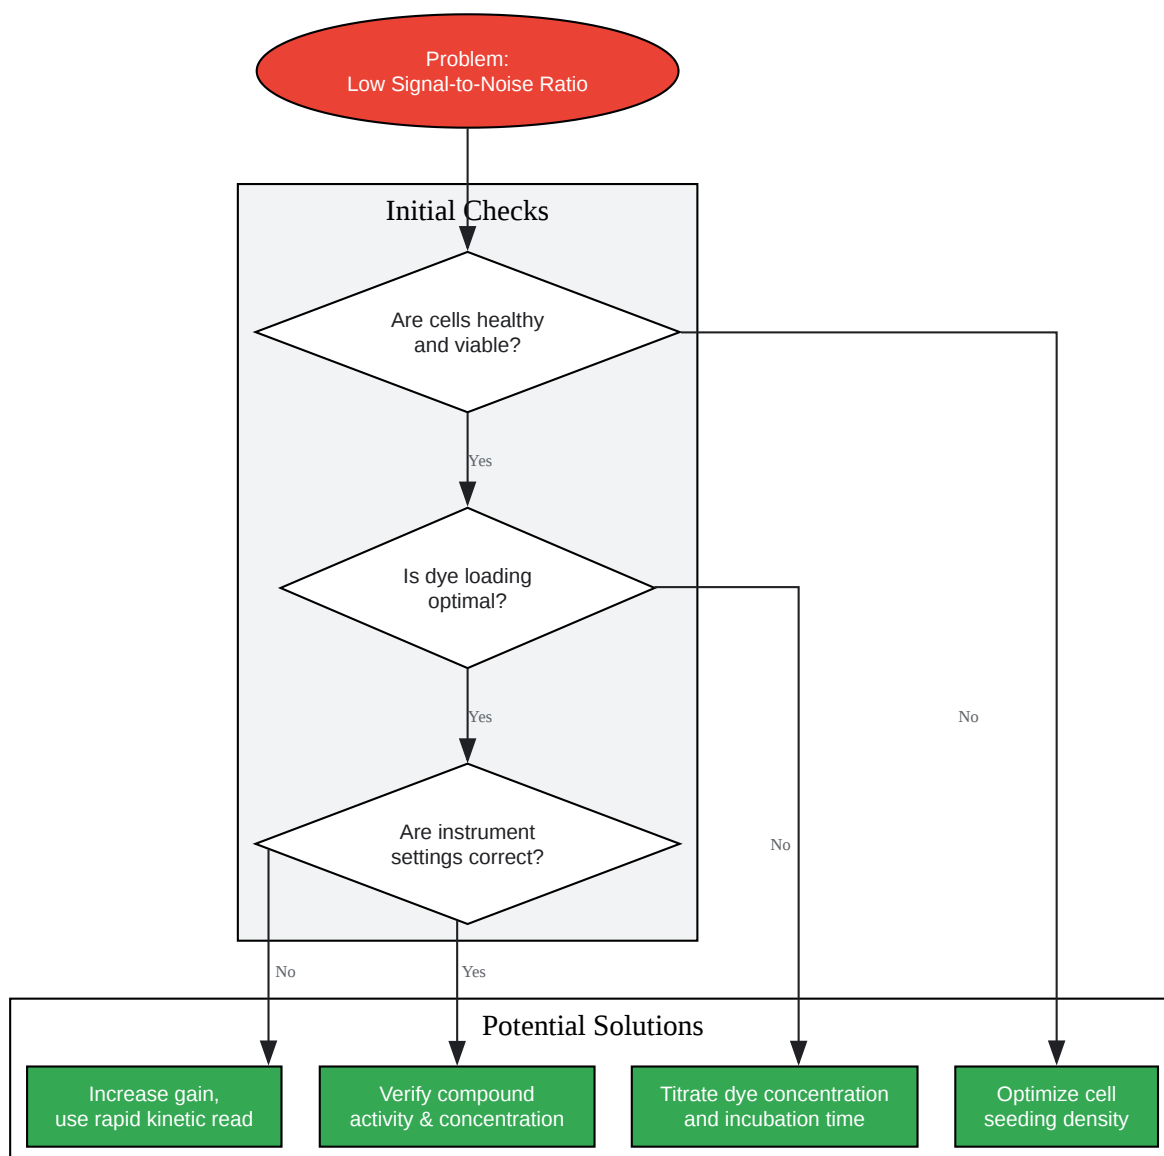 Problem:
Low Signal-to-Noise Ratio
Initial Checks
Are cells healthy
and viable?
Yes
Is dye loading
optimal?
Yes
No
Are instrument
settings correct?
No
No
Yes
Potential Solutions
Increase gain,
use rapid kinetic read
Verify compound
activity & concentration
Titrate dye concentration
and incubation time
Optimize cell
seeding density